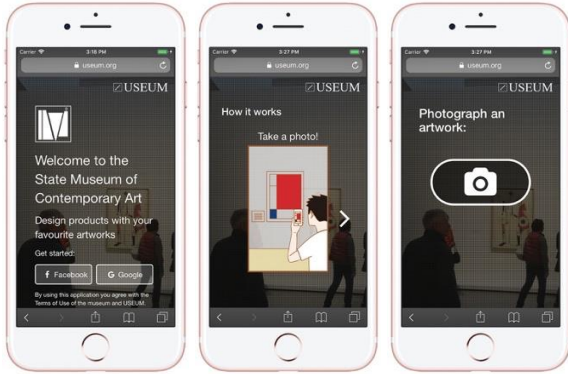 Carrier 3:16 PM
useum.org
USEUM
Welcome to the
State Museum of
Contemporary Art
Design products with your
favourite artworks
Get started:
f Facebook
G Google
By using this application you agree with the
Terms of Use of the museum and USEUM.
Carrier 3:27 PM
useum.org
USEUM
How it works
Take a photo!
Carrier 3:27 PM
useum.org
USEUM
Photograph an
artwork: